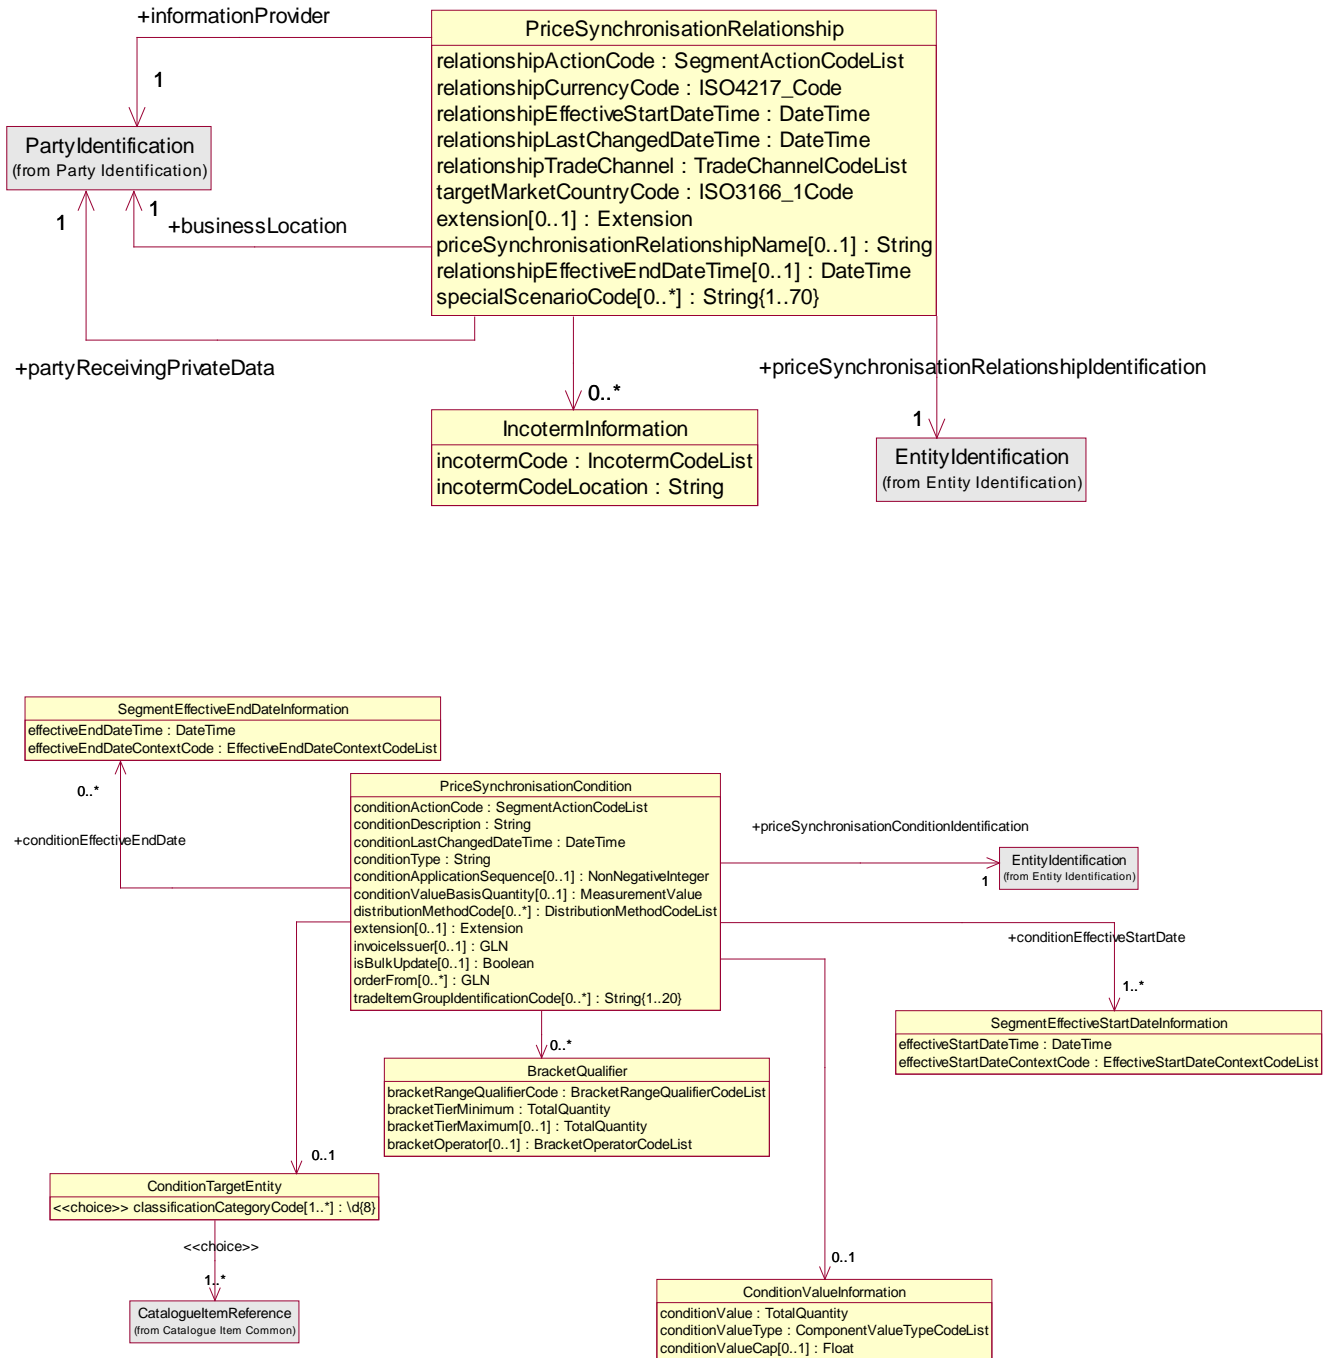 +informationProvider
PriceSynchronisationRelationship
relationshipActionCode : SegmentActionCodeList
relationshipCurrencyCode : ISO4217_Code
relationshipEffectiveStartDateTime : DateTime
relationshipLastChangedDateTime : DateTime
relationshipTradeChannel : TradeChannelCodeList
targetMarketCountryCode : ISO3166_1Code
extension[0..1] : Extension
priceSynchronisationRelationshipName[0..1] : String
relationshipEffectiveEndDateTime[0..1] : DateTime
specialScenarioCode[0..*] : String{1..70}
1
PartyIdentification
(from Party Identification)
1
1
+businessLocation
+partyReceivingPrivateData
+priceSynchronisationRelationshipIdentification
0..*
IncotermInformation
incotermCode : IncotermCodeList
incotermCodeLocation : String
1
EntityIdentification
(from Entity Identification)
SegmentEffectiveEndDateInformation
effectiveEndDateTime : DateTime
effectiveEndDateContextCode : EffectiveEndDateContextCodeList
0..*
+conditionEffectiveEndDate
PriceSynchronisationCondition
conditionActionCode : SegmentActionCodeList
conditionDescription : String
conditionLastChangedDateTime : DateTime
conditionType : String
conditionApplicationSequence[0..1] : NonNegativeInteger
conditionValueBasisQuantity[0..1] : MeasurementValue
distributionMethodCode[0..*] : DistributionMethodCodeList
extension[0..1] : Extension
invoiceIssuer[0..1] : GLN
isBulkUpdate[0..1] : Boolean
orderFrom[0..*] : GLN
tradeItemGroupIdentificationCode[0..*] : String{1..20}
+priceSynchronisationConditionIdentification
1
EntityIdentification
(from Entity Identification)
+conditionEffectiveStartDate
1..*
SegmentEffectiveStartDateInformation
effectiveStartDateTime : DateTime
effectiveStartDateContextCode : EffectiveStartDateContextCodeList
0..*
BracketQualifier
bracketRangeQualifierCode : BracketRangeQualifierCodeList
bracketTierMinimum : TotalQuantity
bracketTierMaximum[0..1] : TotalQuantity
bracketOperator[0..1] : BracketOperatorCodeList
0..1
ConditionTargetEntity
<<choice>> classificationCategoryCode[1..*] : \d{8}
<<choice>>
1..*
CatalogueItemReference
(from Catalogue Item Common)
0..1
ConditionValueInformation
conditionValue : TotalQuantity
conditionValueType : ComponentValueTypeCodeList
conditionValueCap[0..1] : Float